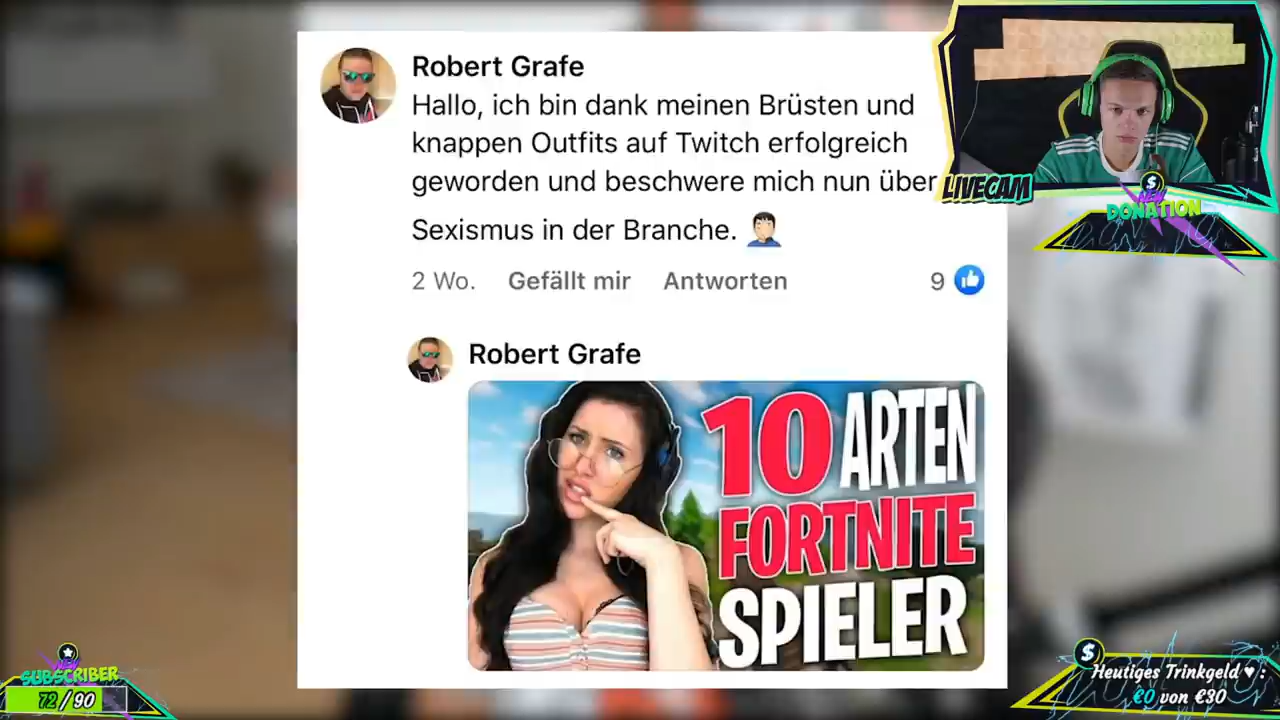 Robert Grafe
Hallo, ich bin dank meinen Brüsten und
knappen Outfits auf Twitch erfolgreich
geworden und beschwere mich nun über
Sexismus in der Branche. 🤦🏻‍♂️
2 Wo. Gefällt mir Antworten 9
Robert Grafe
10 ARTEN
FORTNITE
SPIELER
LIVECAM
NEW
DONATION
NEW
SUBSCRIBER
72 / 90
Heutiges Trinkgeld ♥ :
€0 von €30